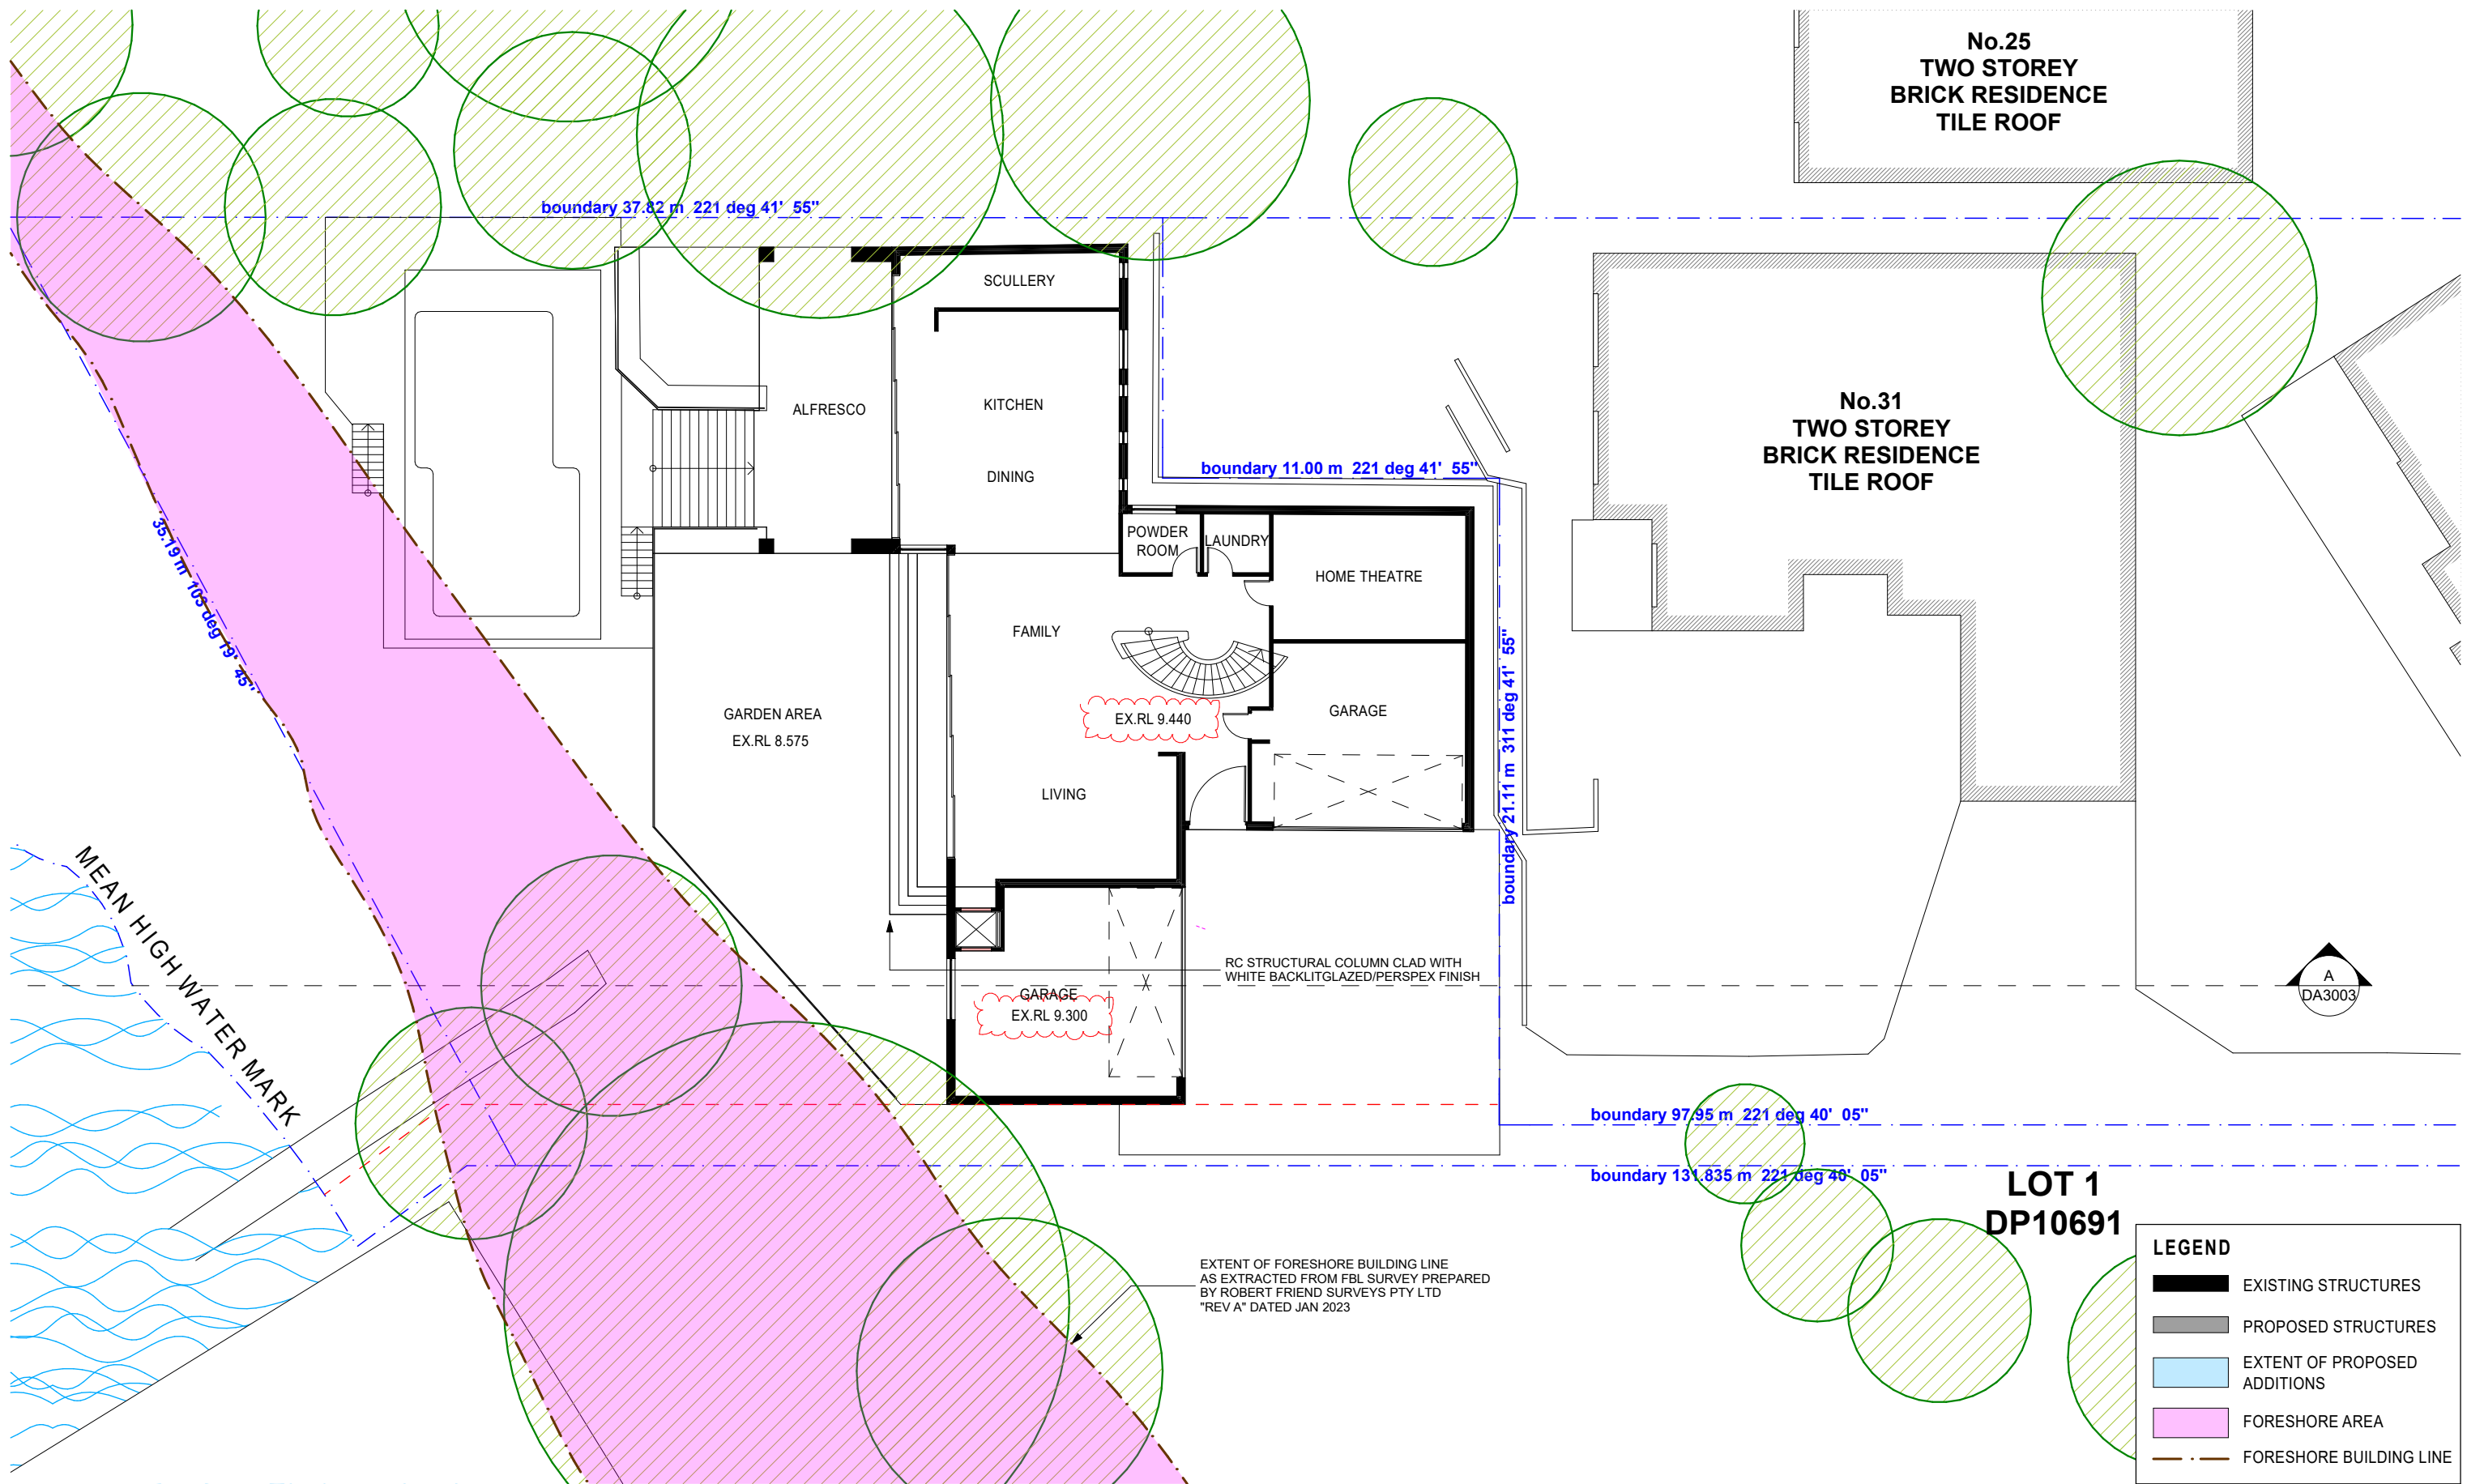 No.25
TWO STOREY
BRICK RESIDENCE
TILE ROOF
boundary 37.82 m 221 deg 41' 55"
SCULLERY
ALFRESCO
KITCHEN
DINING
boundary 11.00 m 221 deg 41' 55"
No.31
TWO STOREY
BRICK RESIDENCE
TILE ROOF
POWDER
ROOM
LAUNDRY
HOME THEATRE
35.19 m 103 deg 19' 45"
FAMILY
GARDEN AREA
EX.RL 8.575
EX.RL 9.440
GARAGE
boundary 21.11 m 311 deg 41' 55"
LIVING
MEAN HIGH WATER MARK
RC STRUCTURAL COLUMN CLAD WITH
WHITE BACKLITGLAZED/PERSPEX FINISH
GARAGE
EX.RL 9.300
A
DA3003
boundary 97.95 m 221 deg 40' 05"
boundary 131.835 m 221 deg 40' 05"
LOT 1
DP10691
EXTENT OF FORESHORE BUILDING LINE
AS EXTRACTED FROM FBL SURVEY PREPARED
BY ROBERT FRIEND SURVEYS PTY LTD
"REV A" DATED JAN 2023
LEGEND
EXISTING STRUCTURES
PROPOSED STRUCTURES
EXTENT OF PROPOSED
ADDITIONS
FORESHORE AREA
FORESHORE BUILDING LINE